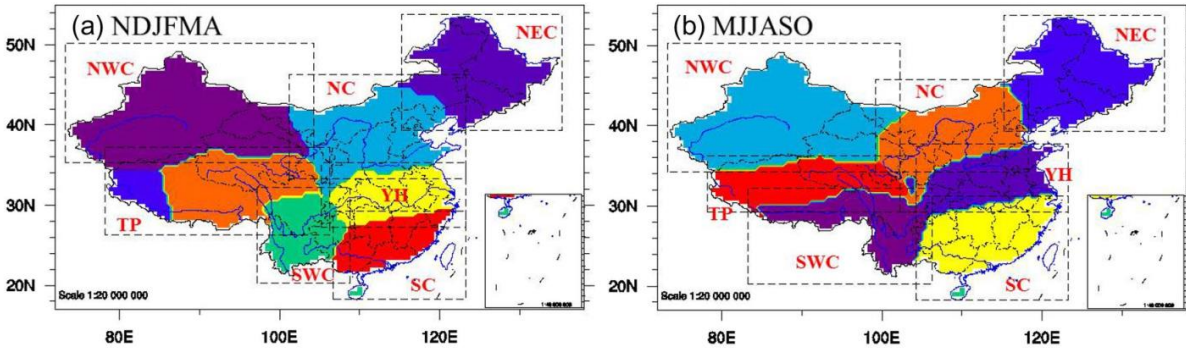 (a) NDJFMA
50N
40N
30N
20N
NWC
NC
NEC
TP
YH
SWC
SC
Scale 1:20 000 000
80E
100E
120E
(b) MJJASO
50N
40N
30N
20N
NWC
NC
NEC
TP
YH
SWC
SC
Scale 1:20 000 000
80E
100E
120E